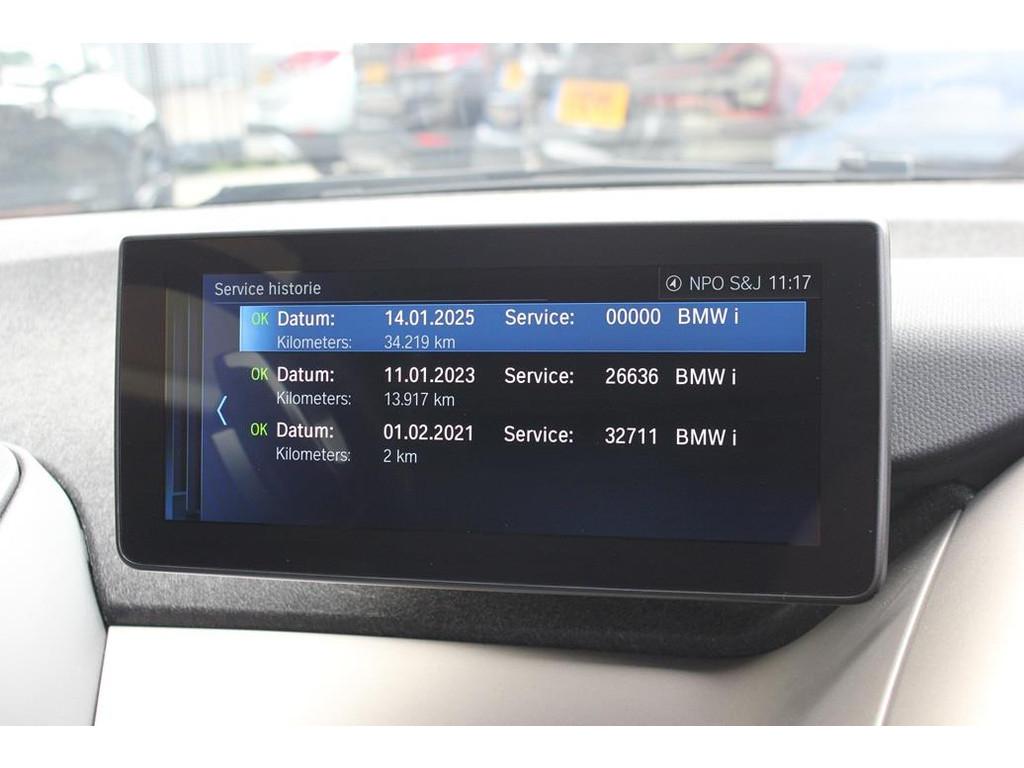 Service historie NPO S&J 11:17
OK Datum: 14.01.2025 Service: 00000 BMW i
Kilometers: 34.219 km
OK Datum: 11.01.2023 Service: 26636 BMW i
Kilometers: 13.917 km
OK Datum: 01.02.2021 Service: 32711 BMW i
Kilometers: 2 km